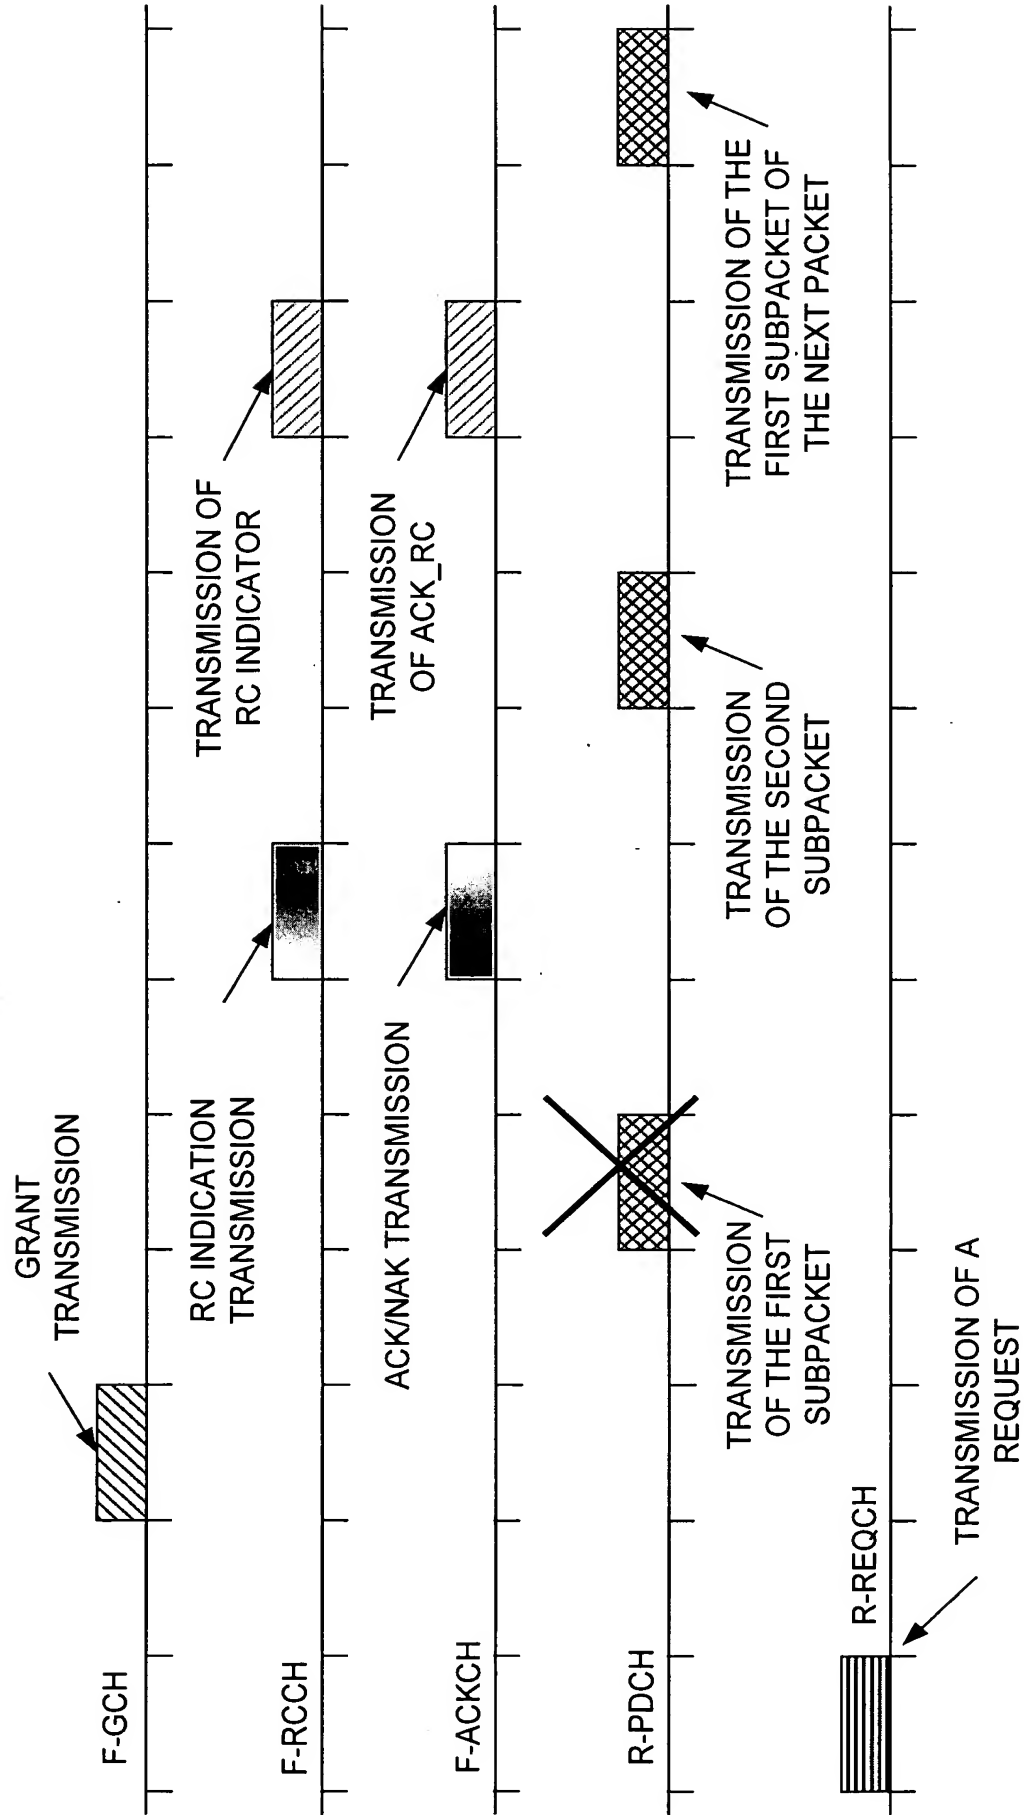 GRANT
TRANSMISSION
F-GCH
TRANSMISSION OF
RC INDICATOR
RC INDICATION
TRANSMISSION
F-RCCH
TRANSMISSION
OF ACK_RC
ACK/NAK TRANSMISSION
F-ACKCH
R-PDCH
TRANSMISSION
OF THE FIRST
SUBPACKET
TRANSMISSION
OF THE SECOND
SUBPACKET
TRANSMISSION OF THE
FIRST SUBPACKET OF
THE NEXT PACKET
R-REQCH
TRANSMISSION OF A
REQUEST